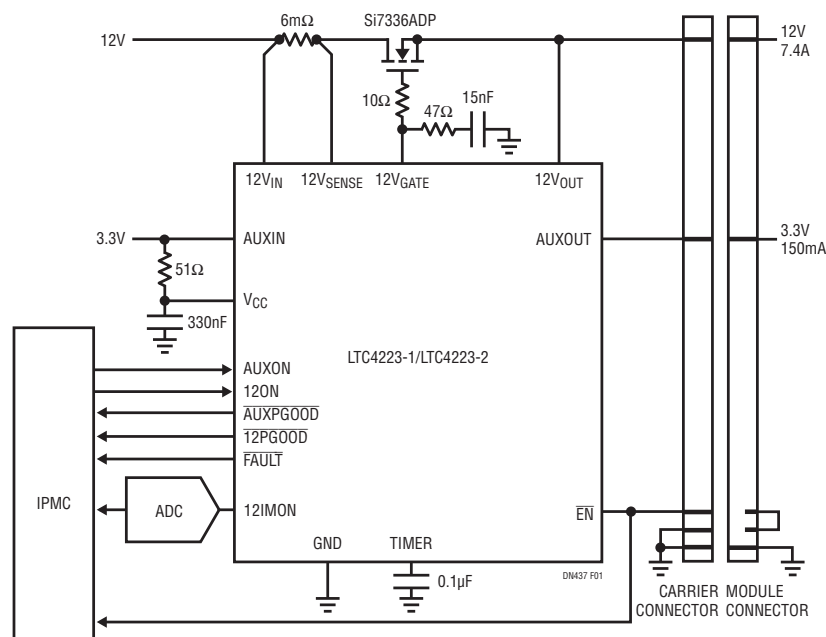 6mΩ
Si7336ADP
12V
12V
7.4A
10Ω
47Ω
15nF
12VIN
12VSENSE
12VGATE
12VOUT
3.3V
AUXIN
AUXOUT
3.3V
150mA
51Ω
VCC
330nF
LTC4223-1/LTC4223-2
AUXON
12ON
AUXPGOOD
12PGOOD
FAULT
IPMC
ADC
12IMON
EN
GND
TIMER
0.1µF
DN437 F01
CARRIER
CONNECTOR
MODULE
CONNECTOR